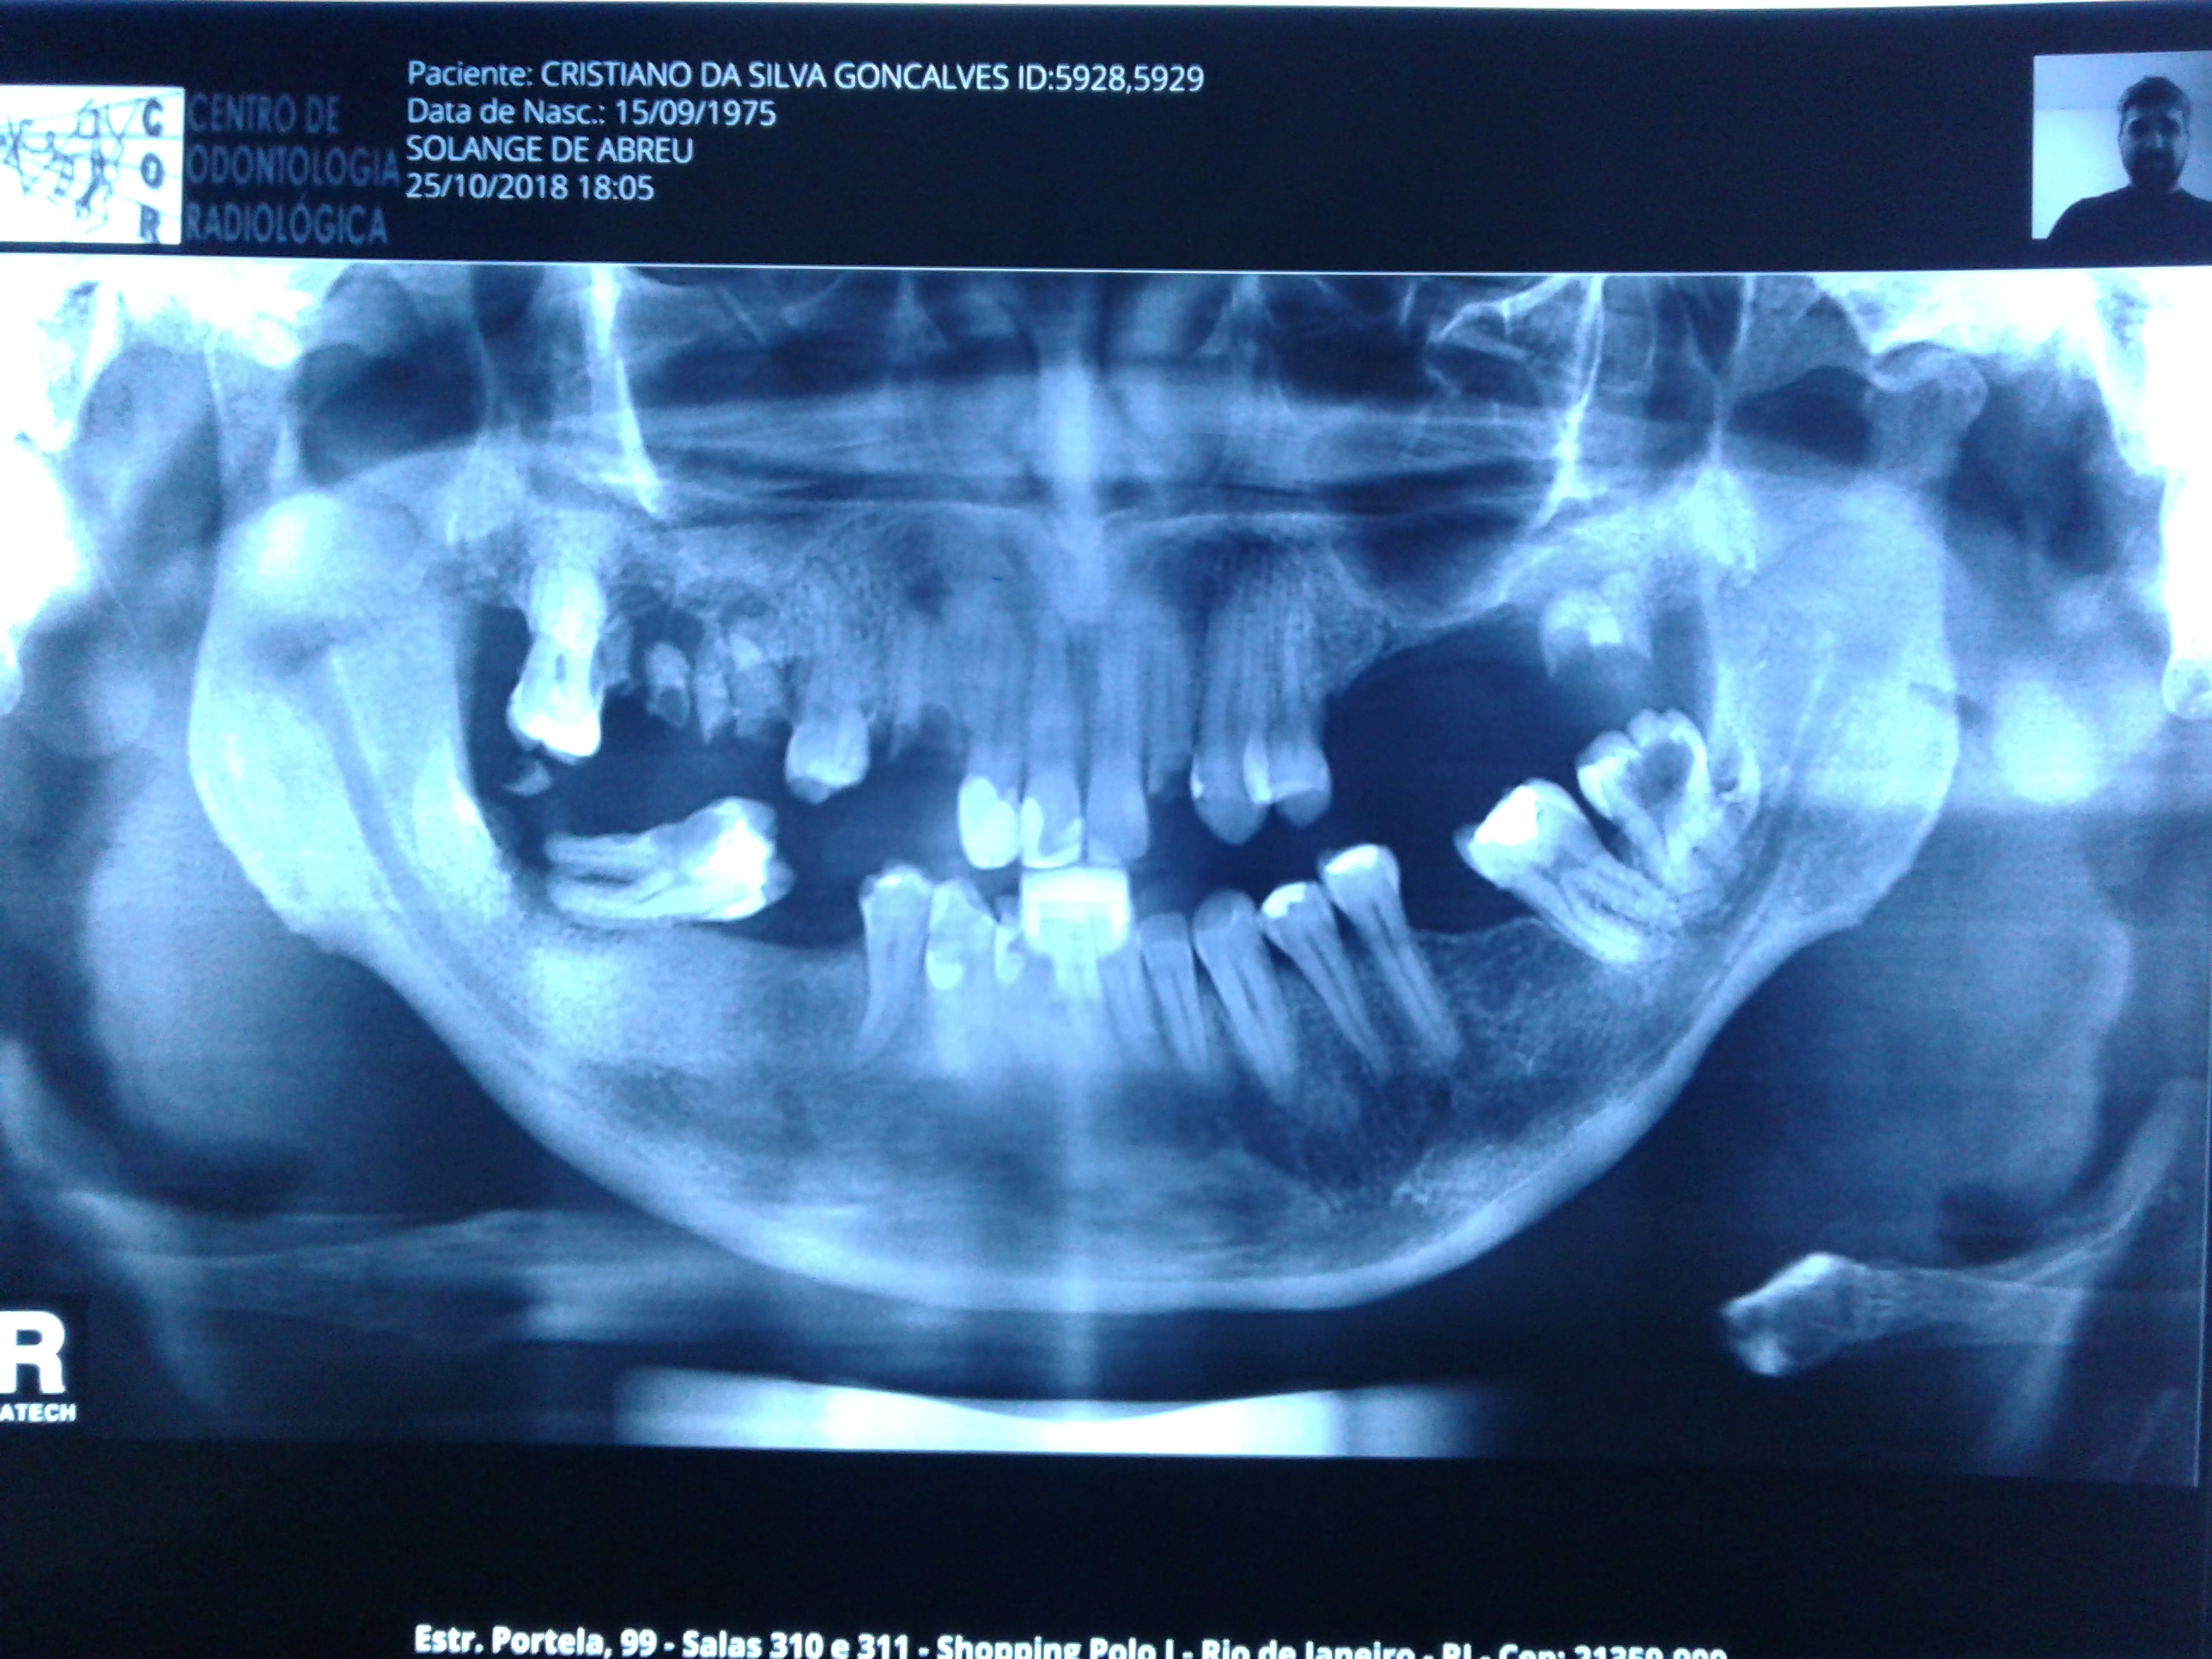 Paciente: CRISTIANO DA SILVA GONCALVES ID:5928,5929
Data de Nasc.: 15/09/1975
SOLANGE DE ABREU
25/10/2018 18:05
C
O
R
CENTRO DE
ODONTOLOGIA
RADIOLÓGICA
R
ATECH
Estr. Portela, 99 - Salas 310 e 311 - Shopping Polo I - Rio de Janeiro - RJ - Cep: 21350-900